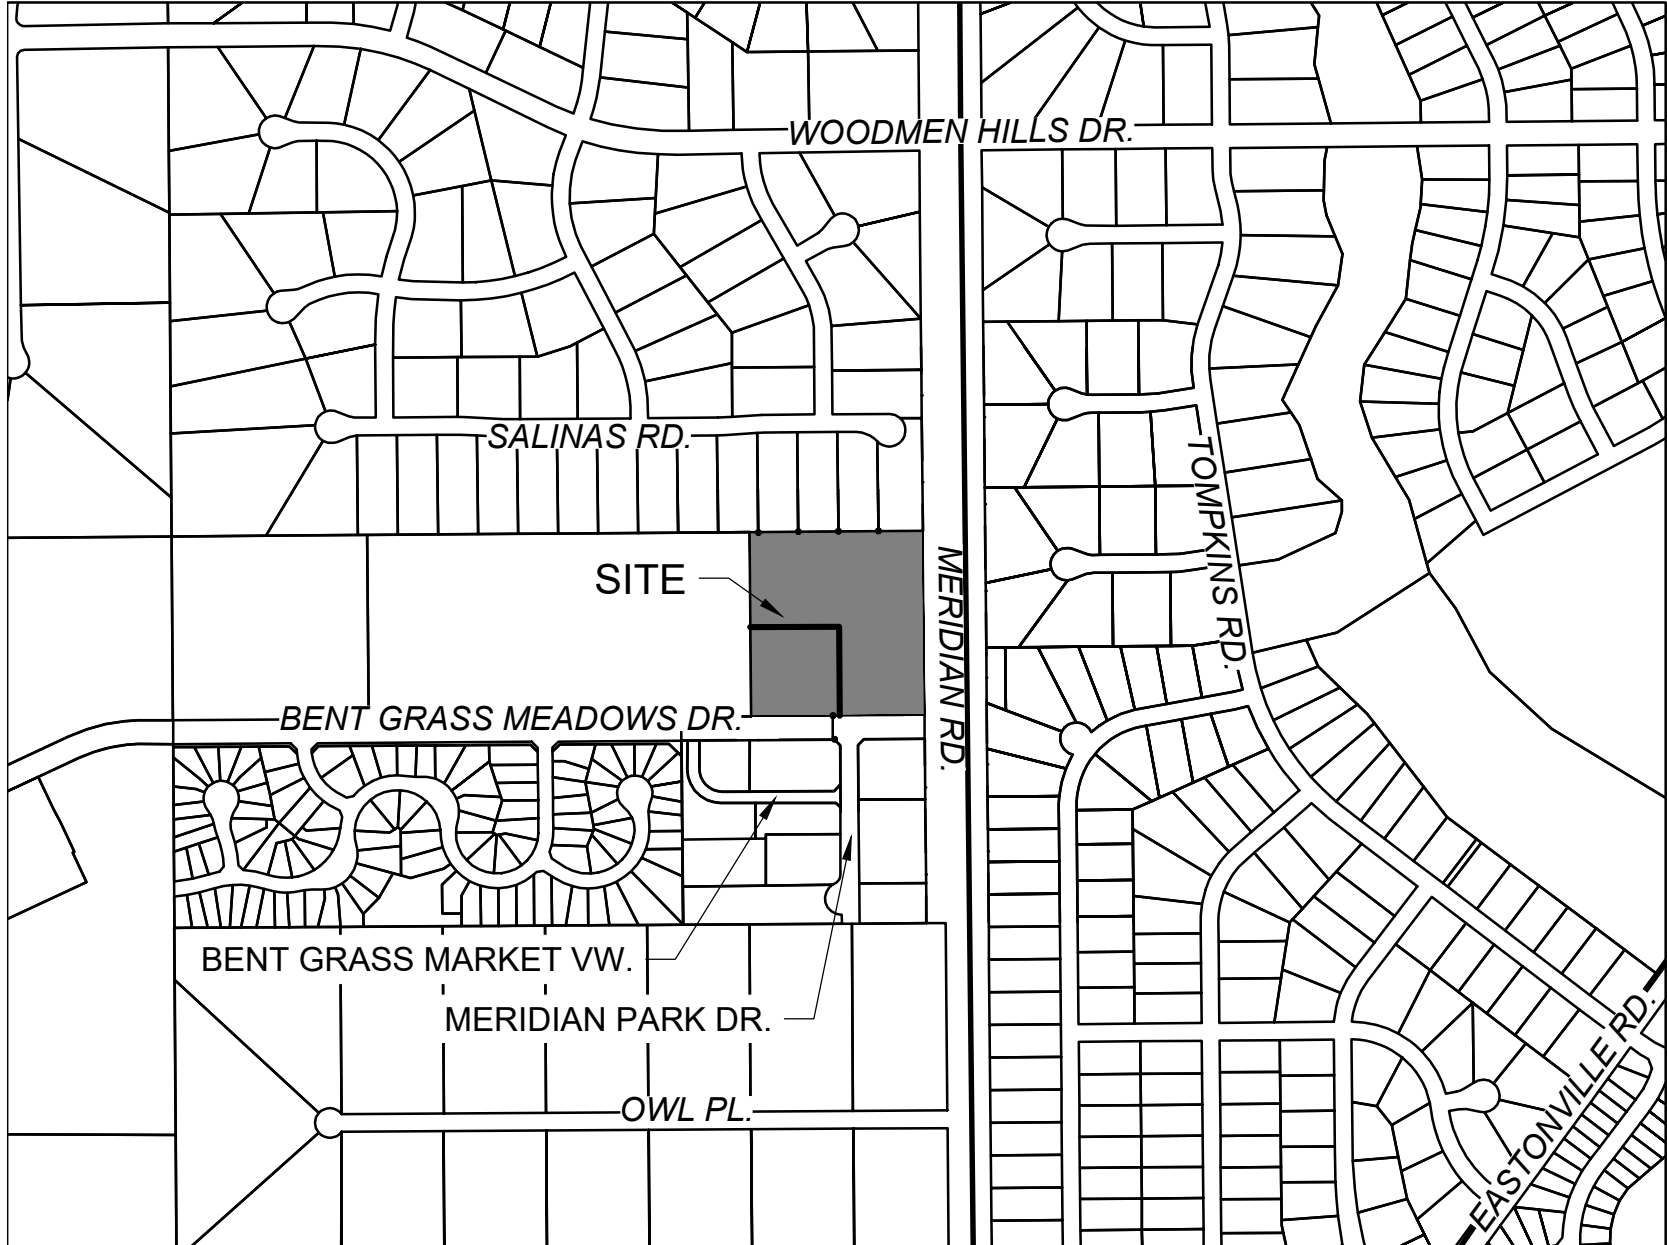 WOODMEN HILLS DR.
SALINAS RD.
TOMPKINS RD.
SITE
MERIDIAN RD.
BENT GRASS MEADOWS DR.
BENT GRASS MARKET VW.
MERIDIAN PARK DR.
OWL PL.
EASTONVILLE RD.